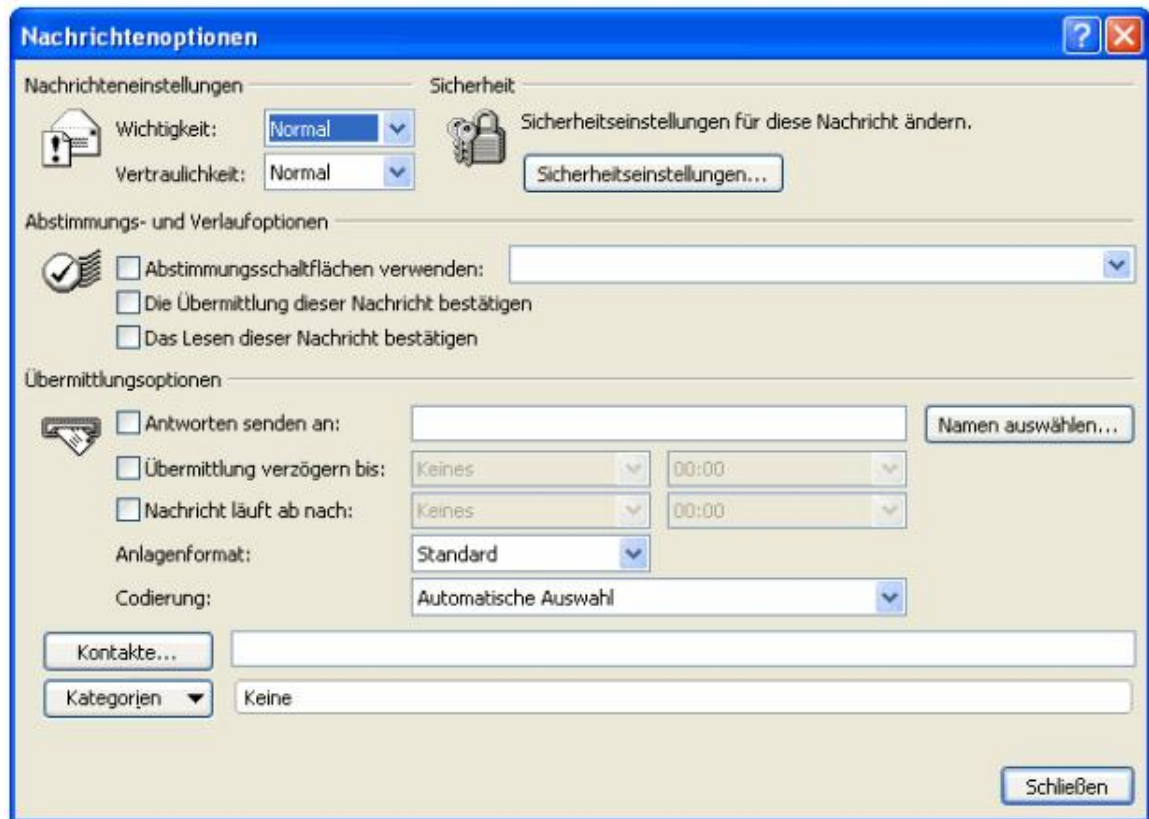 Nachrichtenoptionen
Nachrichteneinstellungen Sicherheit
Wichtigkeit: Normal Sicherheitseinstellungen für diese Nachricht ändern.
Vertraulichkeit: Normal Sicherheitseinstellungen...
Abstimmungs- und Verlaufoptionen
Abstimmungsschaltflächen verwenden:
Die Übermittlung dieser Nachricht bestätigen
Das Lesen dieser Nachricht bestätigen
Übermittlungsoptionen
Antworten senden an: Namen auswählen...
Übermittlung verzögern bis: Keines 00:00
Nachricht läuft ab nach: Keines 00:00
Anlagenformat: Standard
Codierung: Automatische Auswahl
Kontakte...
Kategorien Keine
Schließen